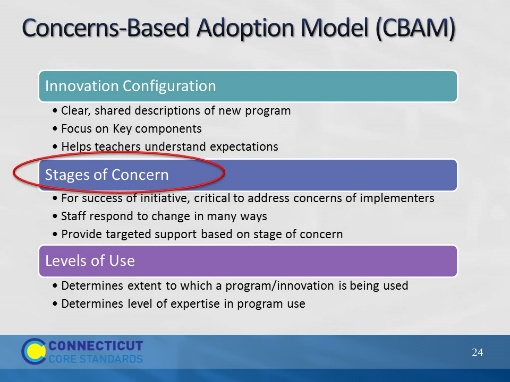 Concerns-Based Adoption Model (CBAM)
Innovation Configuration
• Clear, shared descriptions of new program
• Focus on Key components
• Helps teachers understand expectations
Stages of Concern
• For success of initiative, critical to address concerns of implementers
• Staff respond to change in many ways
• Provide targeted support based on stage of concern
Levels of Use
• Determines extent to which a program/innovation is being used
• Determines level of expertise in program use
CONNECTICUT
CORE STANDARDS
24